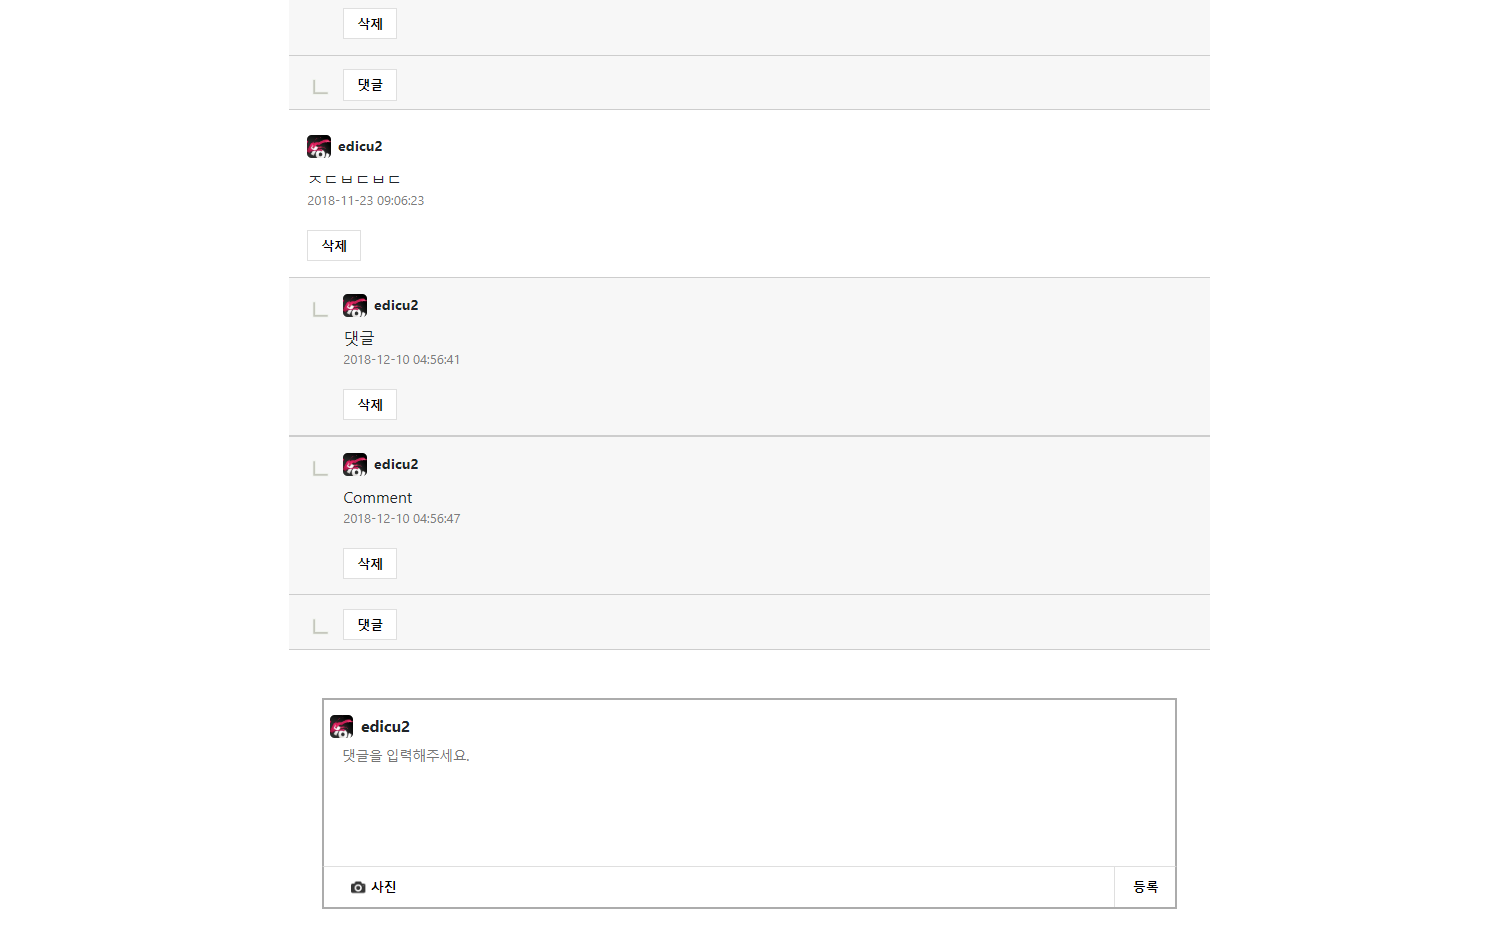 삭제
댓글
edicu2
ㅈㄷㅂㄷㅂㄷ
2018-11-23 09:06:23
삭제
edicu2
댓글
2018-12-10 04:56:41
삭제
edicu2
Comment
2018-12-10 04:56:47
삭제
댓글
edicu2
댓글을 입력해주세요.
사진 등록